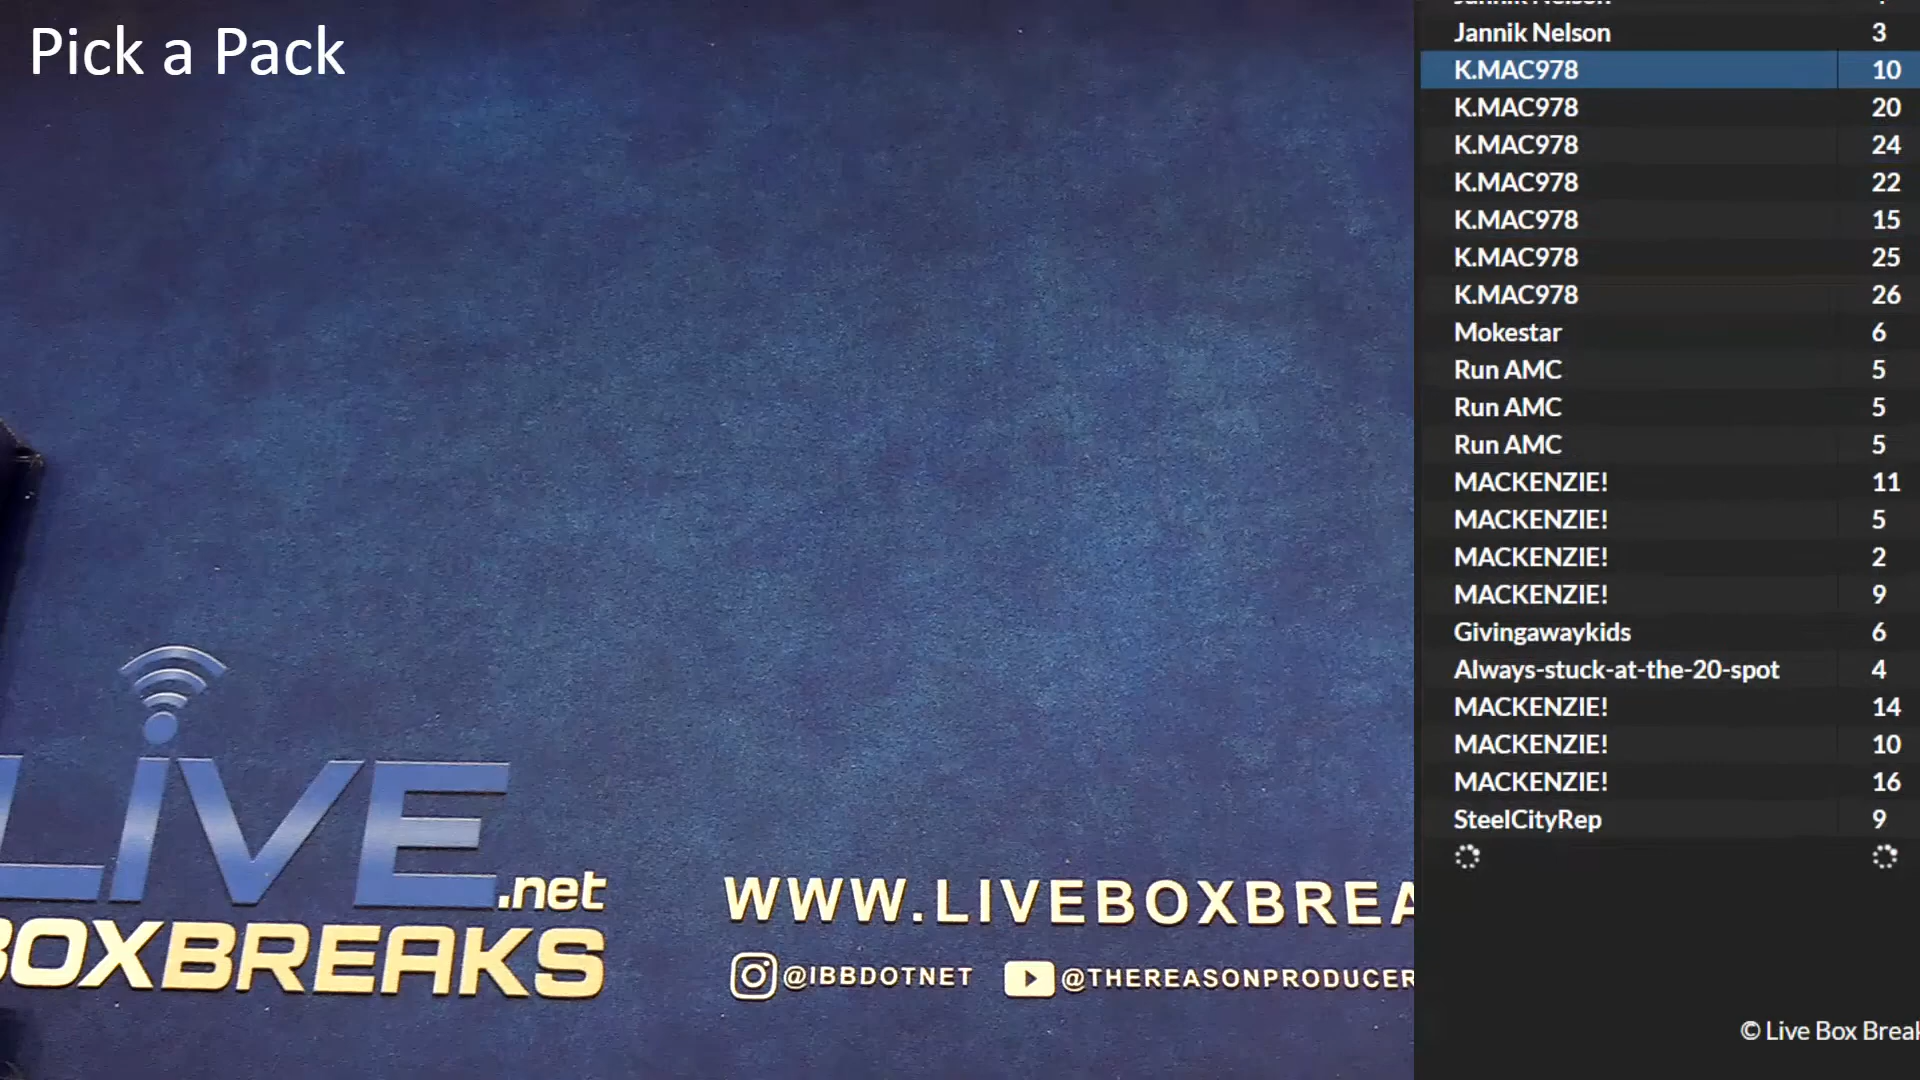 Pick a Pack
Jannik Nelson
Jannik Nelson 3
K.MAC978 10
K.MAC978 20
K.MAC978 24
K.MAC978 22
K.MAC978 15
K.MAC978 25
K.MAC978 26
Mokestar 6
Run AMC 5
Run AMC 5
Run AMC 5
MACKENZIE! 11
MACKENZIE! 5
MACKENZIE! 2
MACKENZIE! 9
Givingawaykids 6
Always-stuck-at-the-20-spot 4
MACKENZIE! 14
MACKENZIE! 10
MACKENZIE! 16
SteelCityRep 9
LIVE
.net
BOXBREAKS
WWW.LIVEBOXBREA
@IBBDOTNET @THEREASONPRODUCER
© Live Box Break